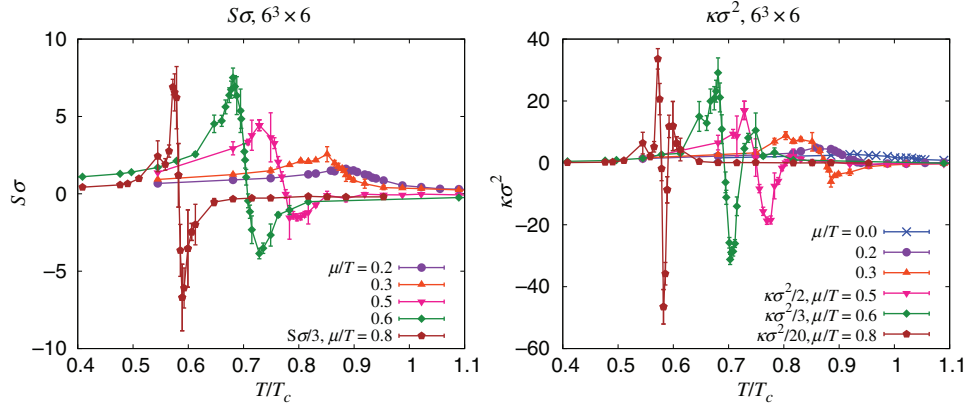 Sσ, 6³ × 6
10
5
0
−5
−10
Sσ
0.4 0.5 0.6 0.7 0.8 0.9 1 1.1
T/T_c
μ/T = 0.2
0.3
0.5
0.6
Sσ/3, μ/T = 0.8
κσ², 6³ × 6
40
20
0
−20
−40
−60
κσ²
0.4 0.5 0.6 0.7 0.8 0.9 1 1.1
T/T_c
μ/T = 0.0
0.2
0.3
κσ²/2, μ/T = 0.5
κσ²/3, μ/T = 0.6
κσ²/20, μ/T = 0.8